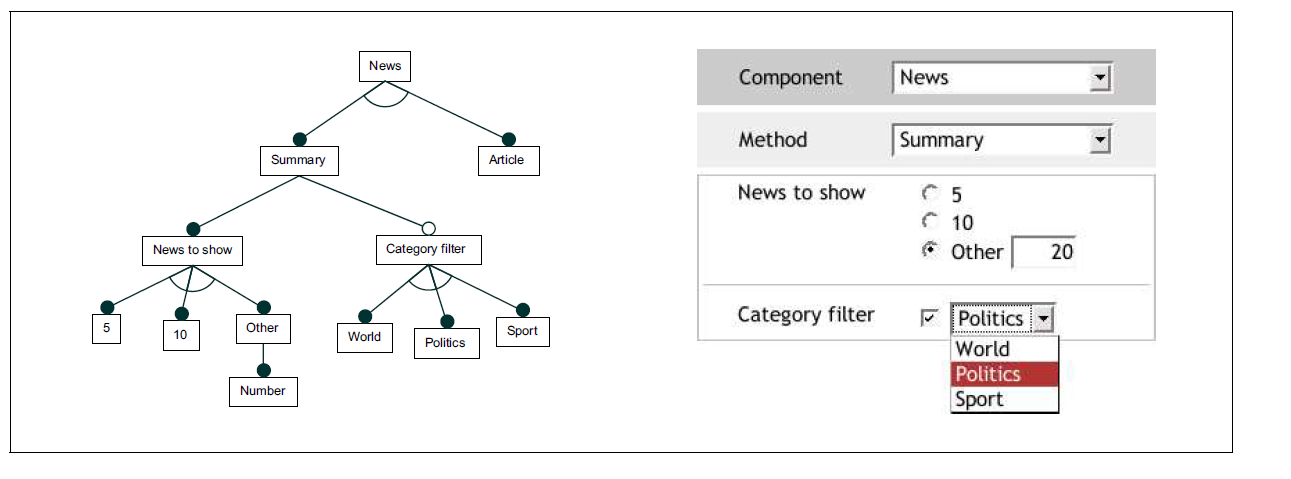 News
Summary
Article
News to show
Category filter
5
10
Other
World
Politics
Sport
Number
Component News
Method Summary
News to show
5
10
Other 20
Category filter Politics
World
Politics
Sport